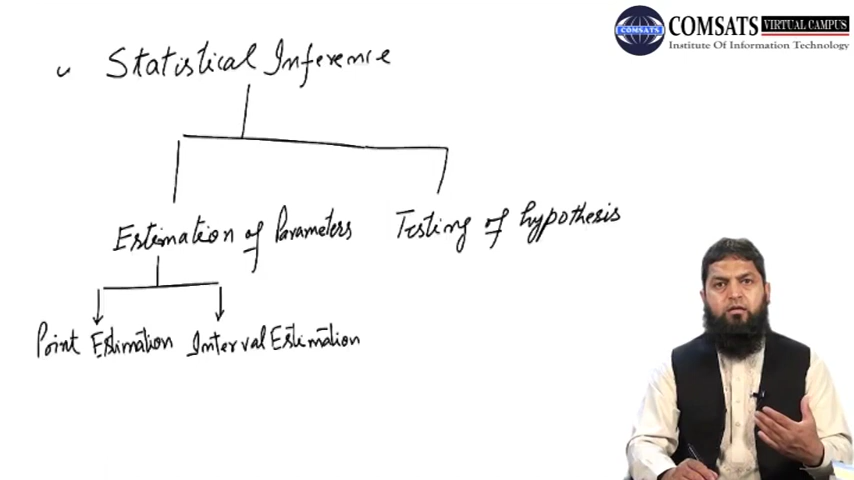 COMSATS VIRTUAL CAMPUS
COMSATS
Institute Of Information Technology
Statistical Inference
Estimation of Parameters Testing of hypothesis
Point Estimation Interval Estimation